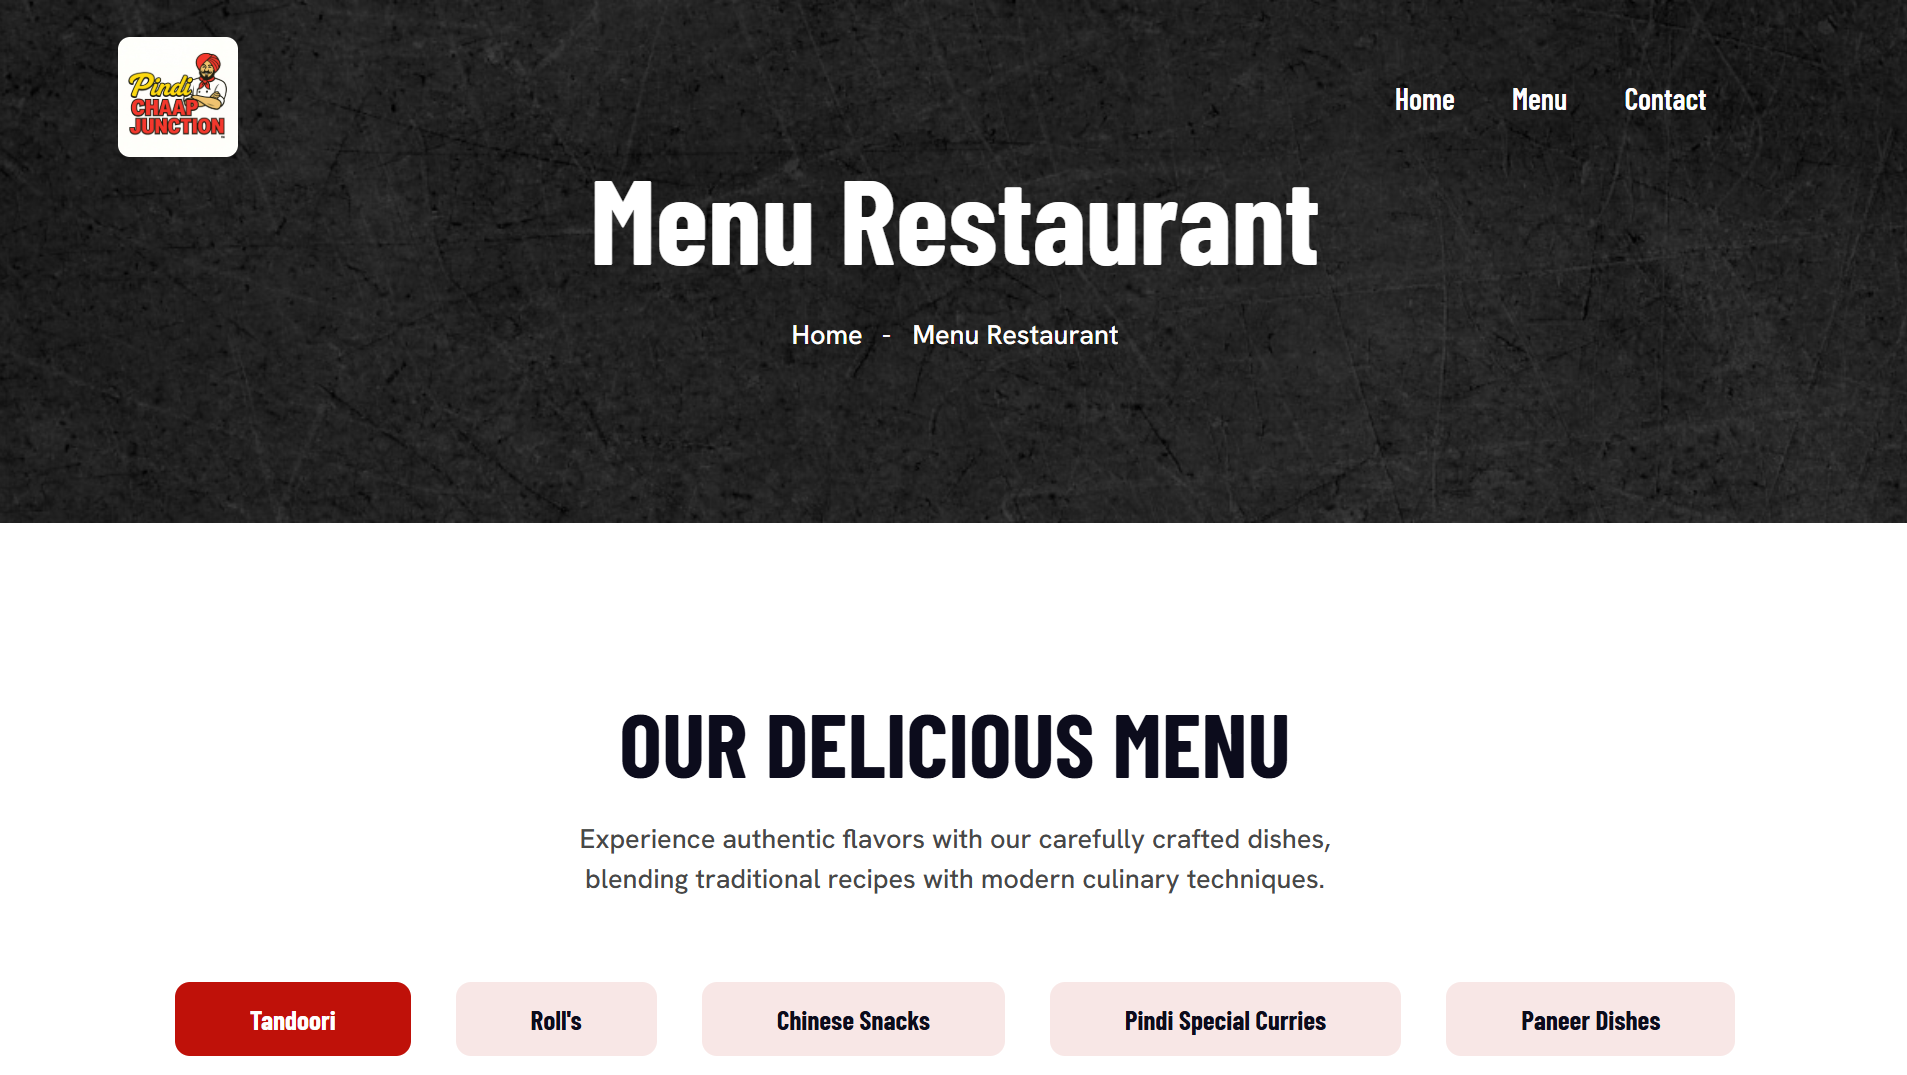 Pindi
CHAAP
JUNCTION
Home Menu Contact
Menu Restaurant
Home - Menu Restaurant
OUR DELICIOUS MENU
Experience authentic flavors with our carefully crafted dishes,
blending traditional recipes with modern culinary techniques.
Tandoori Roll's Chinese Snacks Pindi Special Curries Paneer Dishes